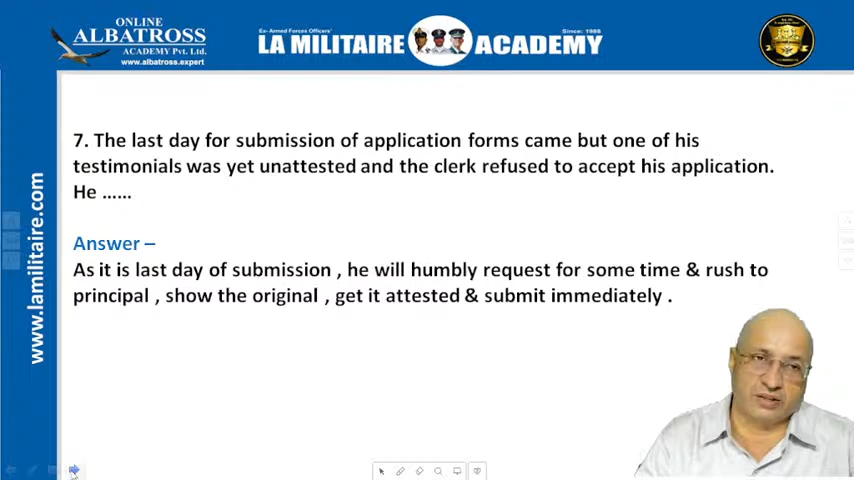 ONLINE
ALBATROSS
ACADEMY Pvt. Ltd.
www.albatross.expert
Ex-Armed Forces Officers'
Since: 1988
LA MILITAIRE ACADEMY
www.lamilitaire.com
7. The last day for submission of application forms came but one of his
testimonials was yet unattested and the clerk refused to accept his application.
He ......
Answer –
As it is last day of submission , he will humbly request for some time & rush to
principal , show the original , get it attested & submit immediately .